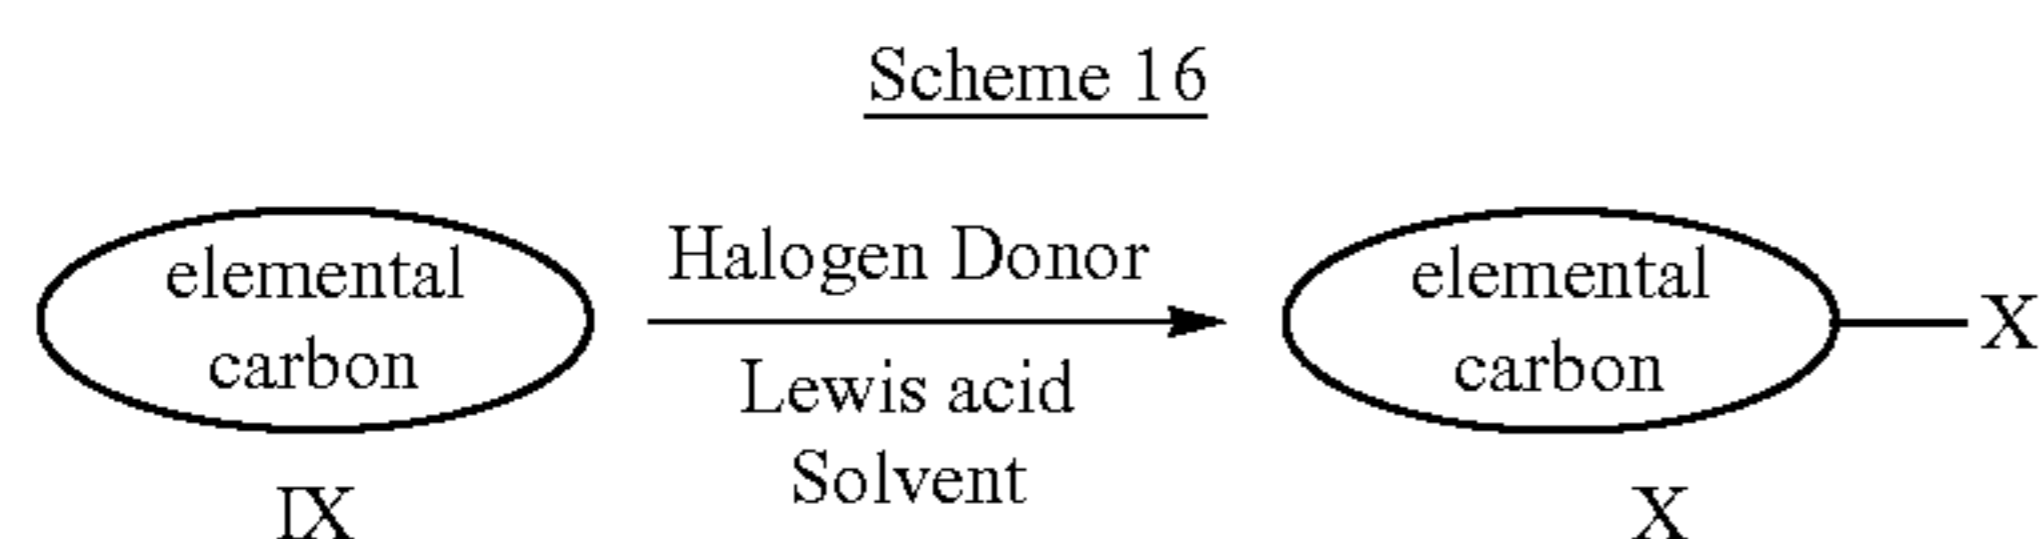 Scheme 16
elemental
carbon
IX
Halogen Donor
Lewis acid
Solvent
elemental
carbon
X
X